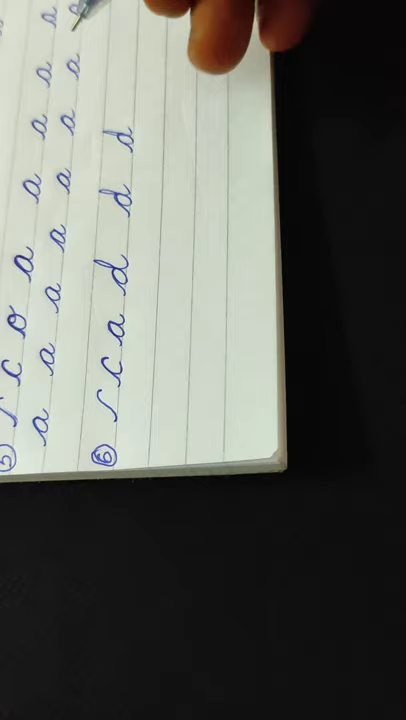 ⑤ r c o a a a a a
a a a a a a a a
⑥ r c a d d d